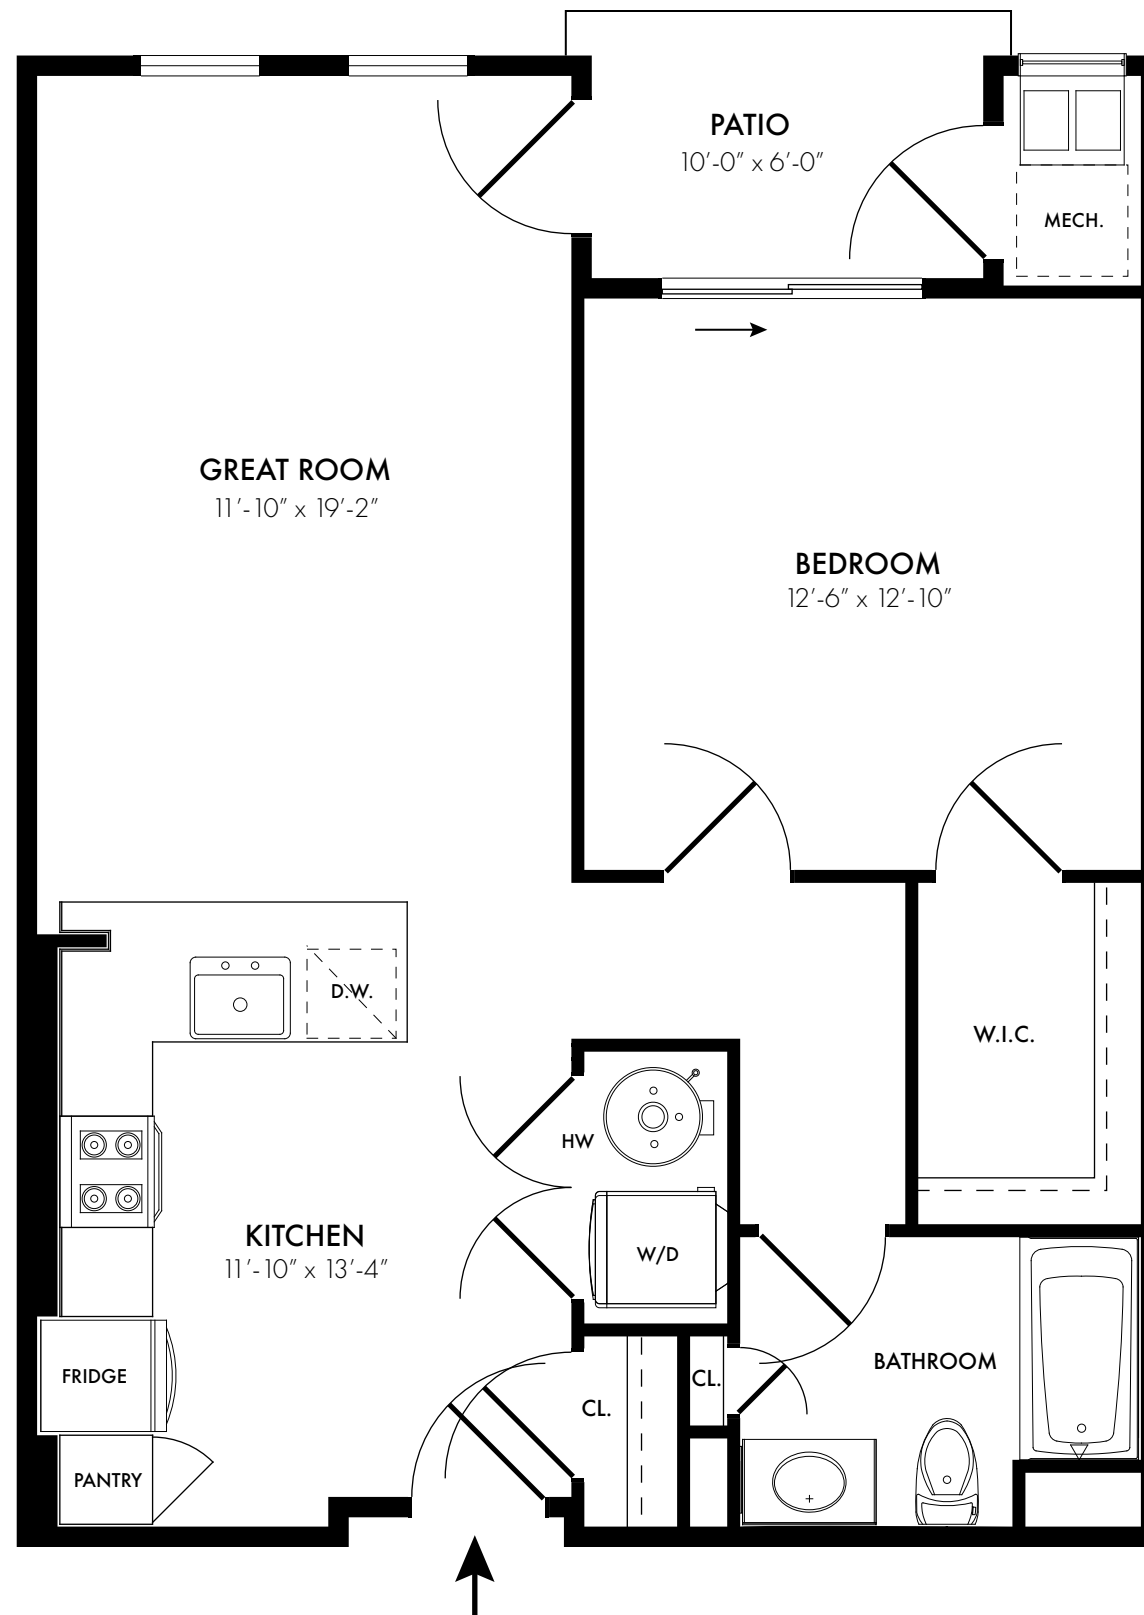 PATIO
10’-0” x 6’-0”
MECH.
GREAT ROOM
11’-10” x 19’-2”
BEDROOM
12’-6” x 12’-10”
D.W.
W.I.C.
HW
KITCHEN
11’-10” x 13’-4”
W/D
BATHROOM
FRIDGE
CL.
CL.
PANTRY